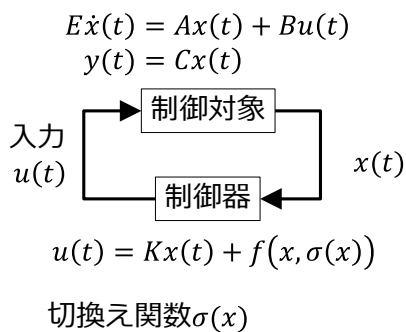 Eẋ(t) = Ax(t) + Bu(t)
y(t) = Cx(t)
制御対象
入力
u(t)
x(t)
制御器
u(t) = Kx(t) + f(x, σ(x))
切換え関数σ(x)